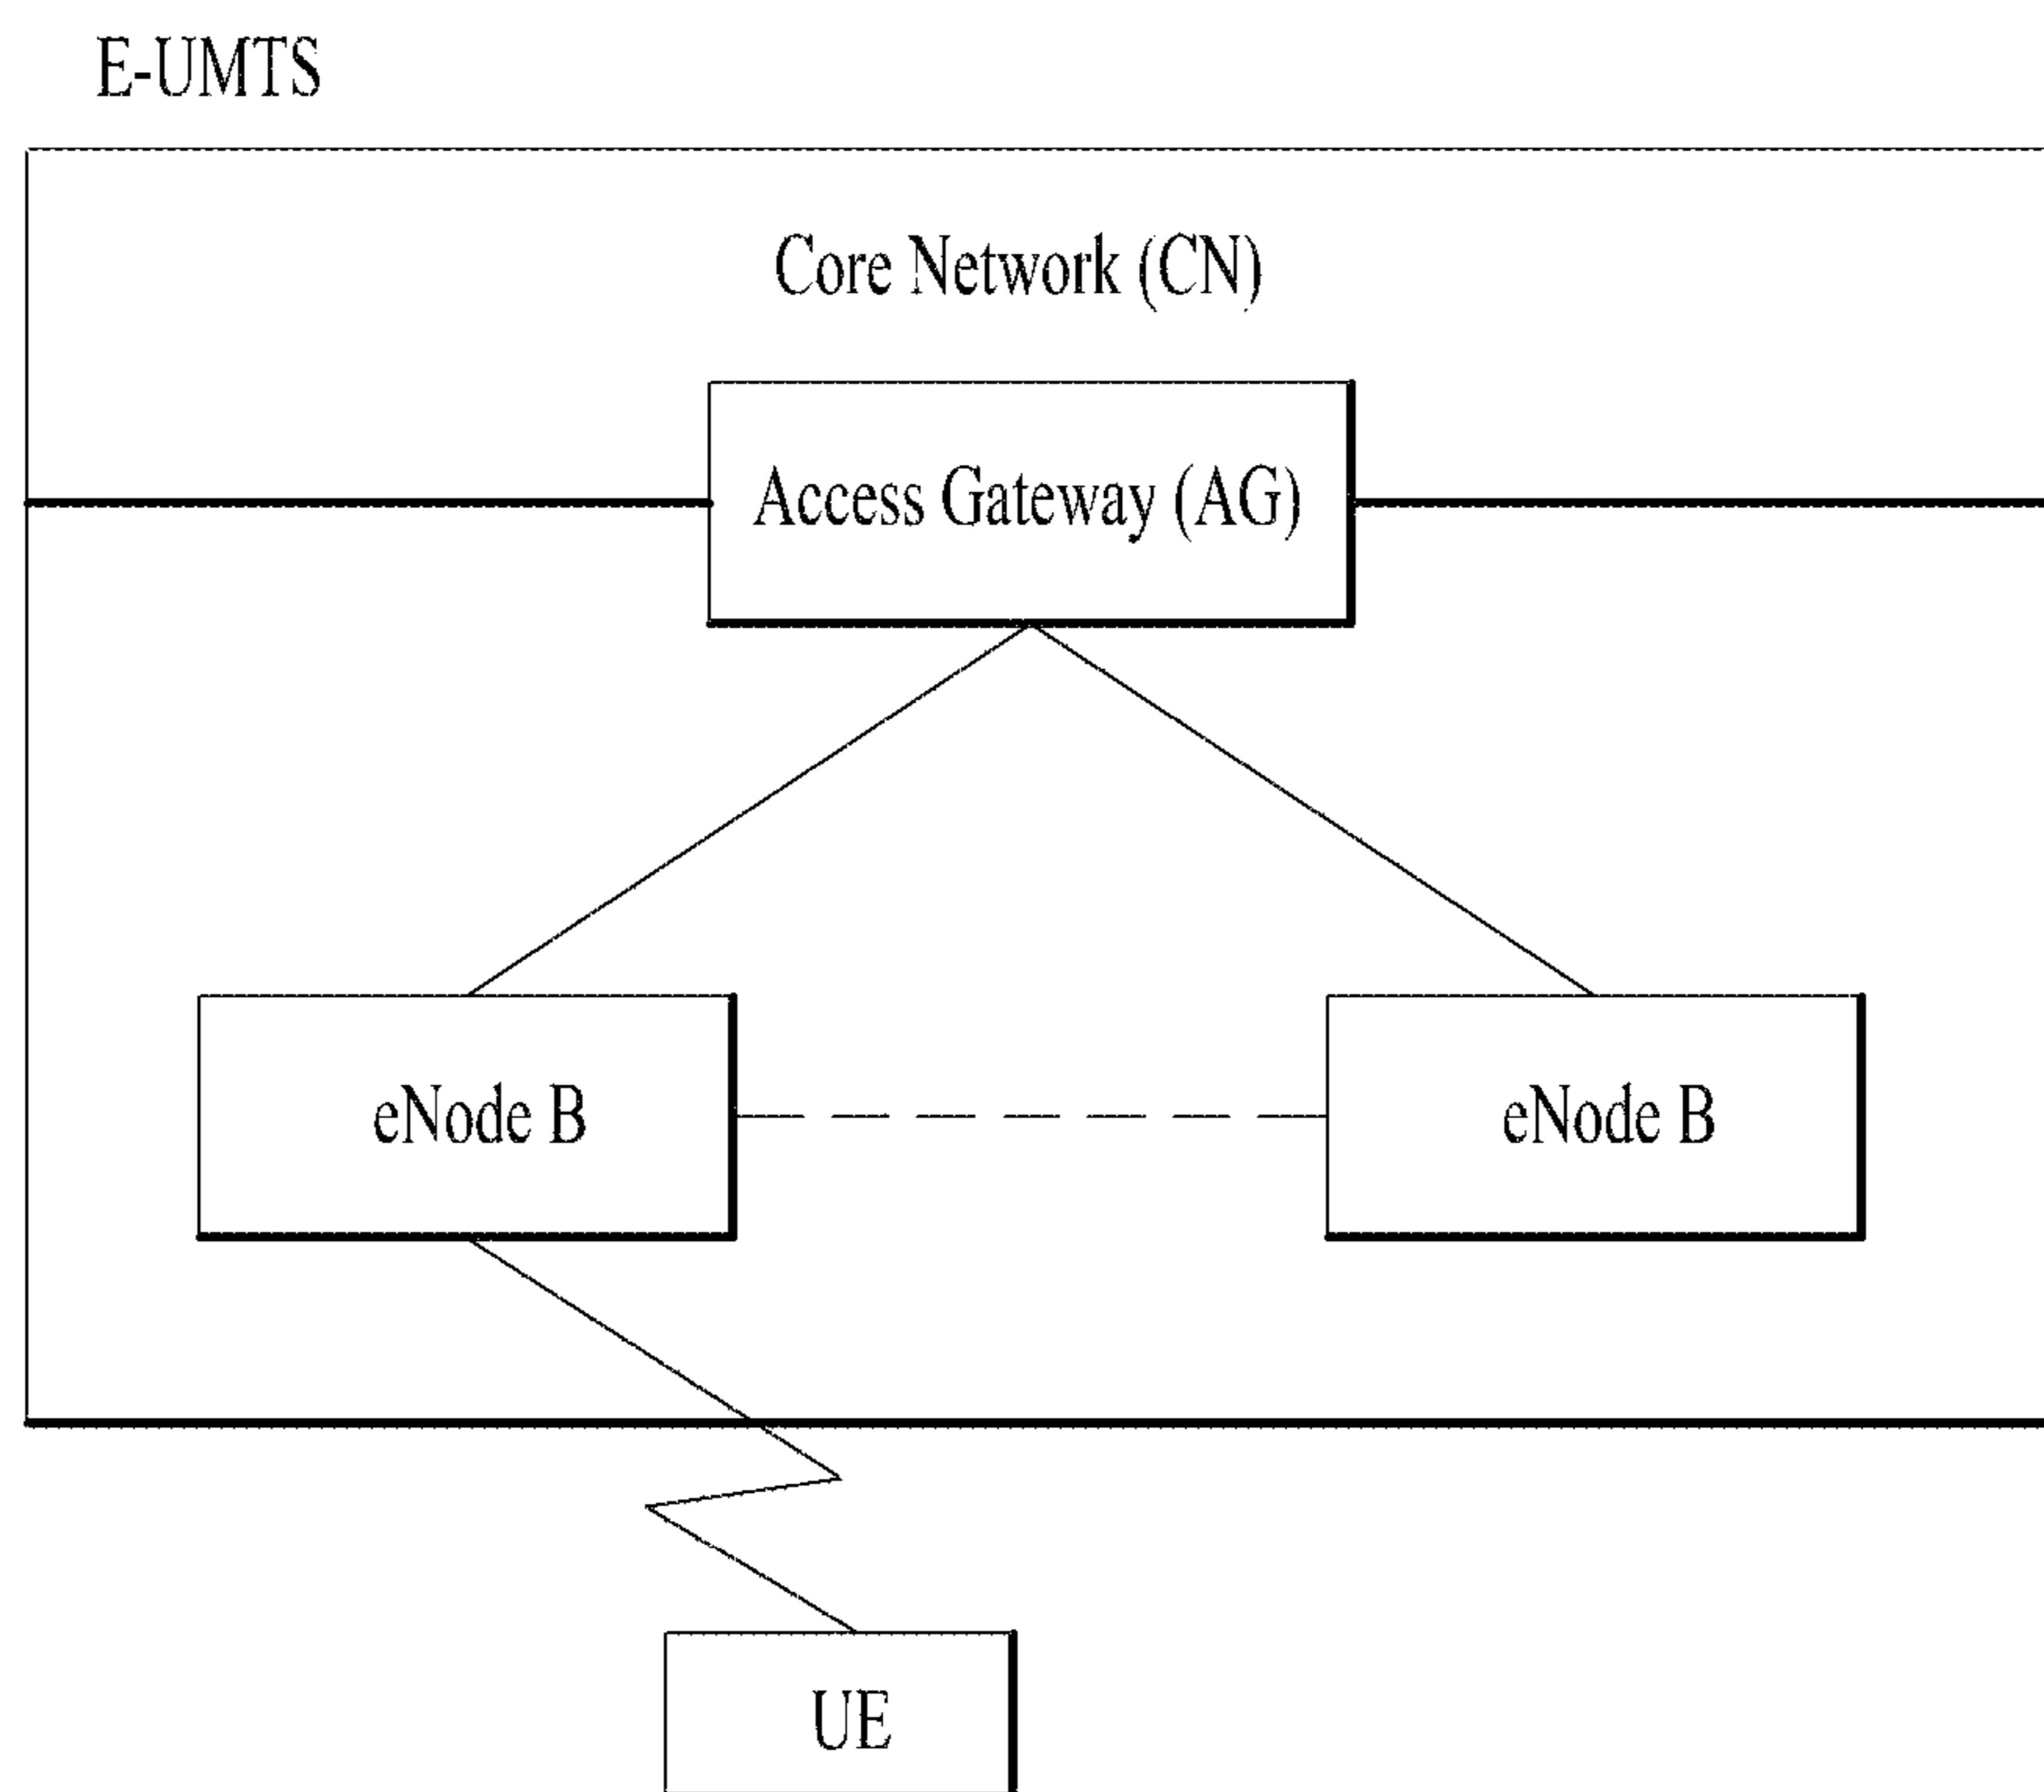 E-UMTS
Core Network (CN)
Access Gateway (AG)
eNode B
eNode B
UE